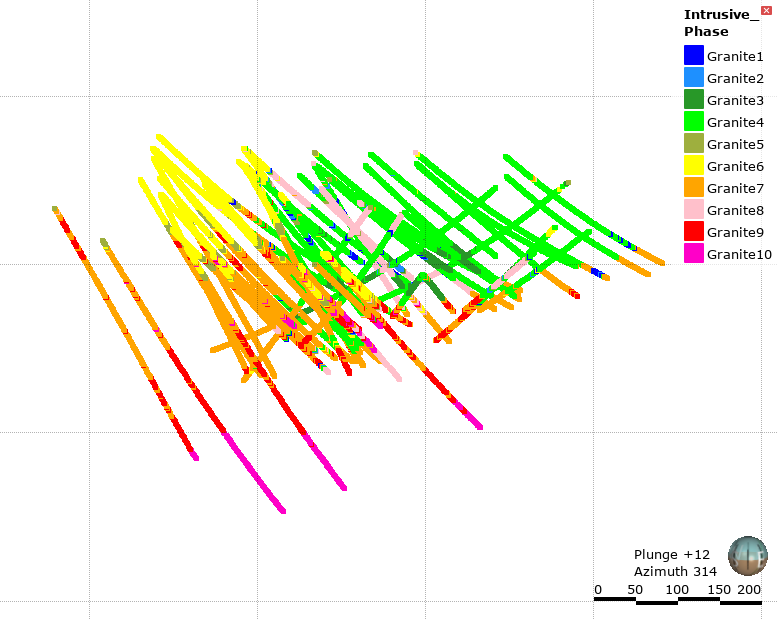 Intrusive_
Phase
Granite1
Granite2
Granite3
Granite4
Granite5
Granite6
Granite7
Granite8
Granite9
Granite10
Plunge +12
Azimuth 314
0 50 100 150 200